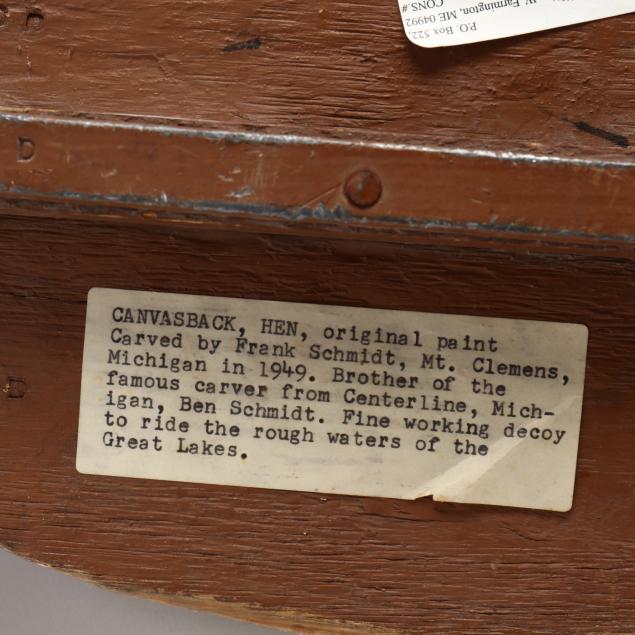 P.O. Box 522,
W. Farmington, ME 04992
CONS.#
D
D
D
CANVASBACK, HEN, original paint
Carved by Frank Schmidt, Mt. Clemens,
Michigan in 1949. Brother of the
famous carver from Centerline, Mich-
igan, Ben Schmidt. Fine working decoy
to ride the rough waters of the
Great Lakes.